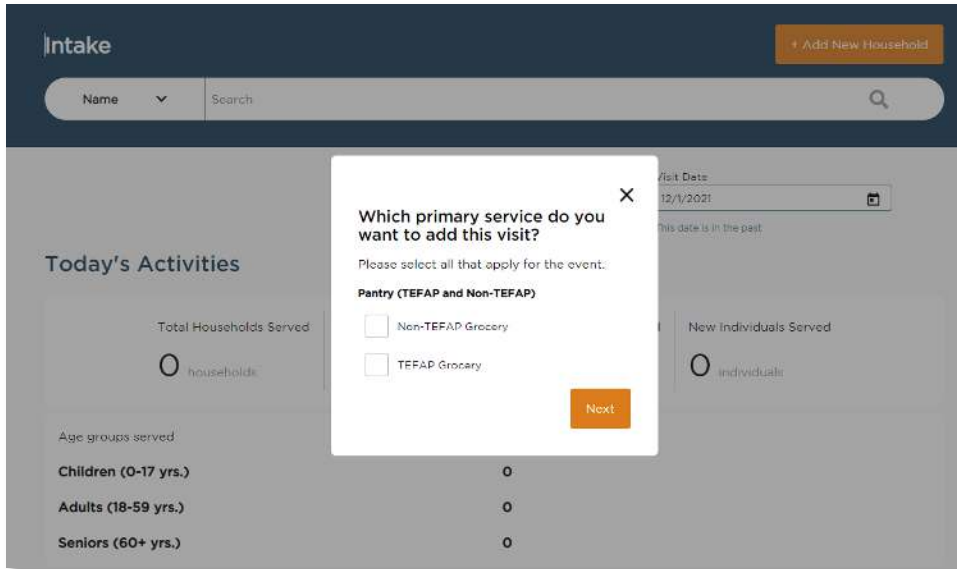 Intake
+ Add New Household
Name
Search
Visit Date
12/1/2021
This date is in the past
Which primary service do you
want to add this visit?
Please select all that apply for the event.
Pantry (TEFAP and Non-TEFAP)
Non-TEFAP Grocery
TEFAP Grocery
Next
Today's Activities
Total Households Served
0 households
New Individuals Served
0 individuals
Age groups served
Children (0-17 yrs.) 0
Adults (18-59 yrs.) 0
Seniors (60+ yrs.) 0